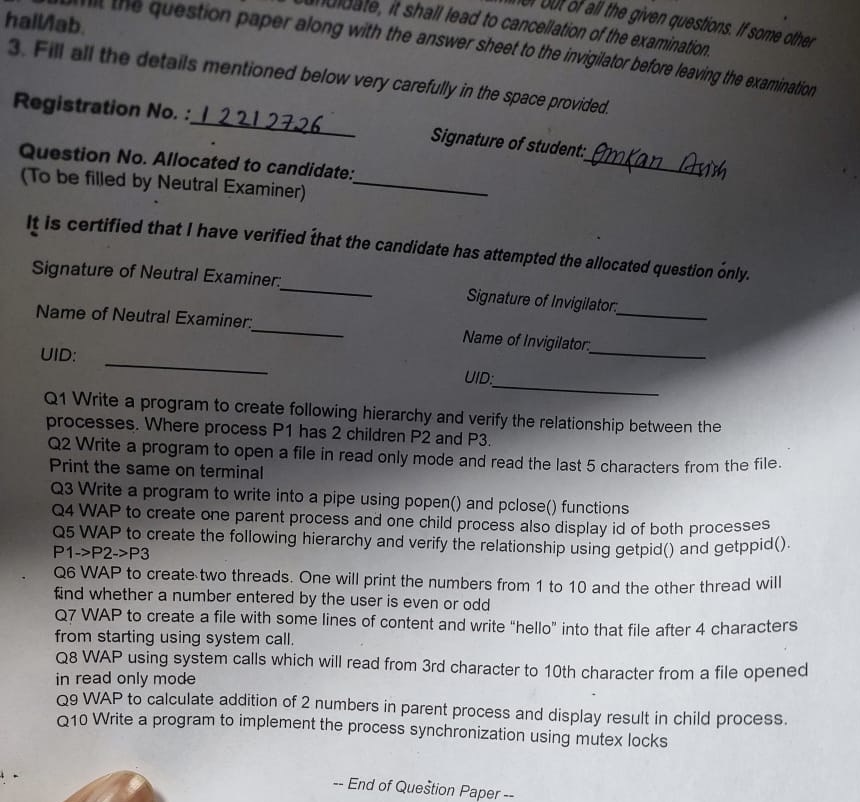 out of all the given questions. If some other
it shall lead to cancellation of the examination.
the question paper along with the answer sheet to the invigilator before leaving the examination
hall/lab.
3. Fill all the details mentioned below very carefully in the space provided.
Registration No. : 12212726
Signature of student:
Question No. Allocated to candidate:
(To be filled by Neutral Examiner)
It is certified that I have verified that the candidate has attempted the allocated question only.
Signature of Neutral Examiner:
Signature of Invigilator:
Name of Neutral Examiner:
Name of Invigilator:
UID:
UID:
Q1 Write a program to create following hierarchy and verify the relationship between the
processes. Where process P1 has 2 children P2 and P3.
Q2 Write a program to open a file in read only mode and read the last 5 characters from the file.
Print the same on terminal
Q3 Write a program to write into a pipe using popen() and pclose() functions
Q4 WAP to create one parent process and one child process also display id of both processes
Q5 WAP to create the following hierarchy and verify the relationship using getpid() and getppid().
P1->P2->P3
Q6 WAP to create two threads. One will print the numbers from 1 to 10 and the other thread will
find whether a number entered by the user is even or odd
Q7 WAP to create a file with some lines of content and write “hello” into that file after 4 characters
from starting using system call.
Q8 WAP using system calls which will read from 3rd character to 10th character from a file opened
in read only mode
Q9 WAP to calculate addition of 2 numbers in parent process and display result in child process.
Q10 Write a program to implement the process synchronization using mutex locks
-- End of Question Paper --